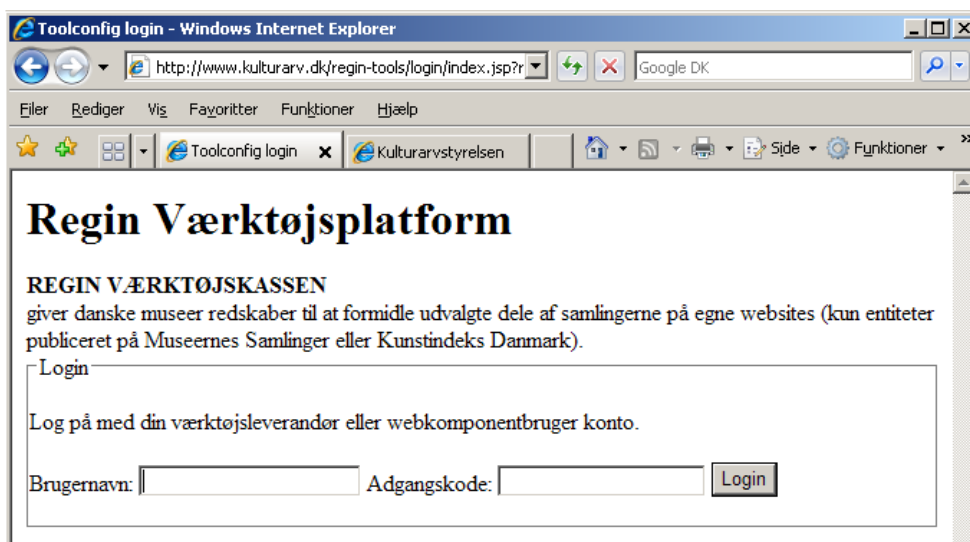 Toolconfig login - Windows Internet Explorer
http://www.kulturarv.dk/regin-tools/login/index.jsp?r
Google DK
Filer Rediger Vis Favoritter Funktioner Hjælp
Toolconfig login Kulturarvstyrelsen Side Funktioner »
Regin Værktøjsplatform
REGIN VÆRKTØJSKASSEN
giver danske museer redskaber til at formidle udvalgte dele af samlingerne på egne websites (kun entiteter
publiceret på Museernes Samlinger eller Kunstindeks Danmark).
Login
Log på med din værktøjsleverandør eller webkomponentbruger konto.
Brugernavn: Adgangskode: Login